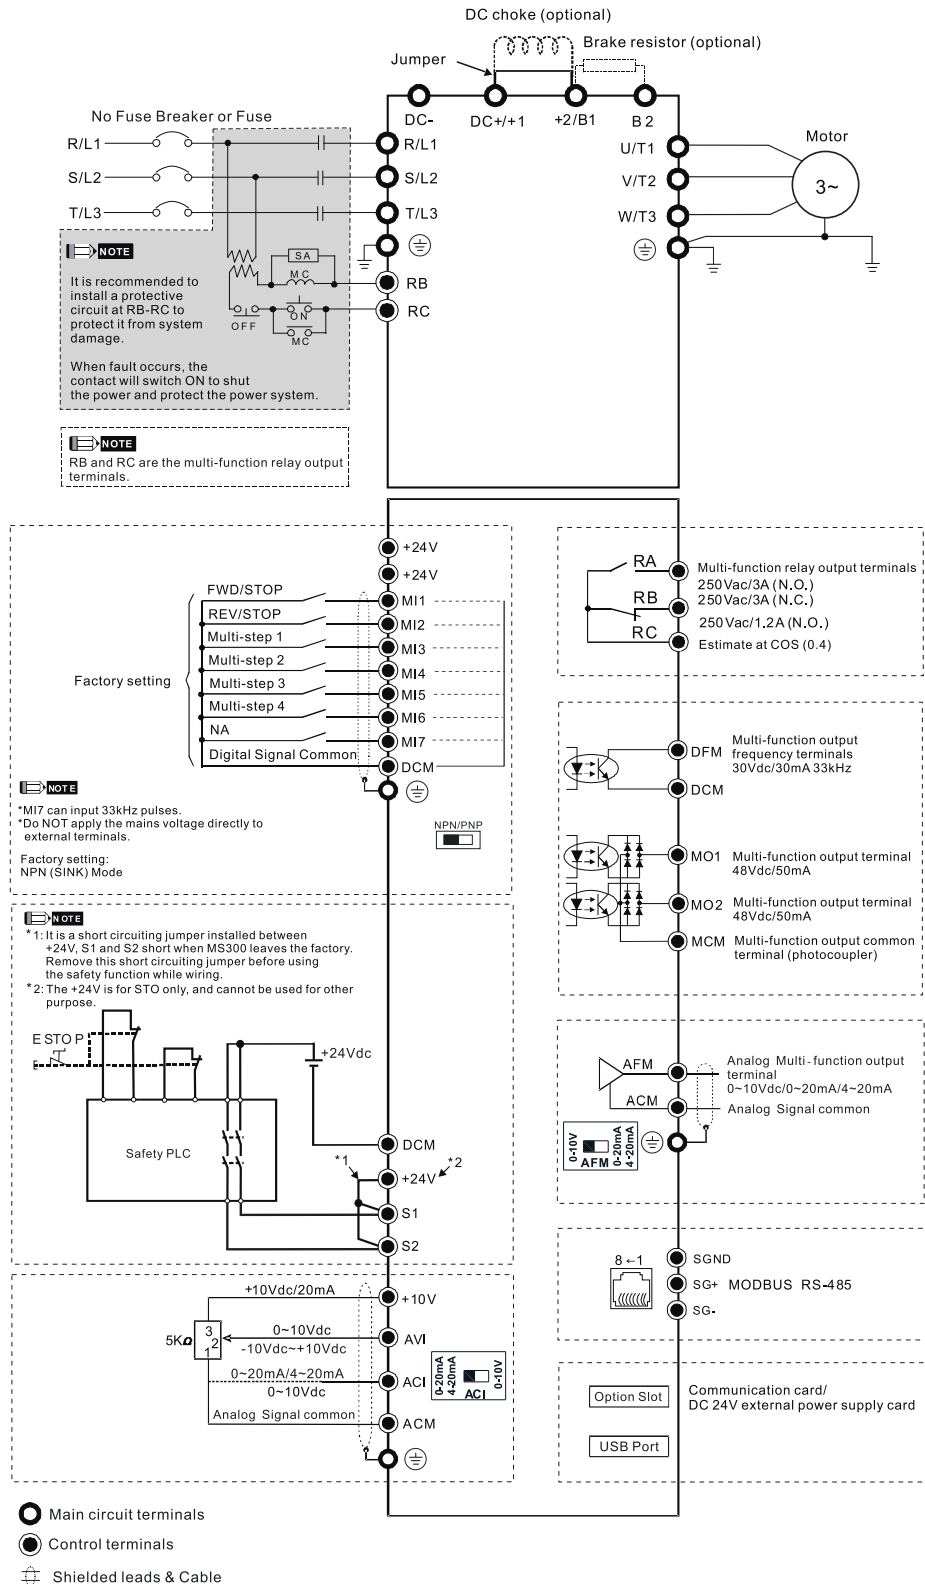 DC choke (optional)
Brake resistor (optional)
Jumper
No Fuse Breaker or Fuse
DC-
DC+/+1
+2/B1
B 2
Motor
R/L1
R/L1
U/T1
S/L2
S/L2
V/T2
3~
T/L3
T/L3
W/T3
NOTE
It is recommended to
install a protective
circuit at RB-RC to
protect it from system
damage.
When fault occurs, the
contact will switch ON to shut
the power and protect the power system.
SA
MC
RB
OFF
ON
MC
RC
NOTE
RB and RC are the multi-function relay output
terminals.
+24V
+24V
FWD/STOP
MI1
REV/STOP
MI2
Multi-step 1
MI3
Multi-step 2
MI4
Factory setting
Multi-step 3
MI5
Multi-step 4
MI6
NA
MI7
Digital Signal Common
DCM
NOTE
*MI7 can input 33kHz pulses.
*Do NOT apply the mains voltage directly to
external terminals.
Factory setting:
NPN (SINK) Mode
NPN/PNP
RA
Multi-function relay output terminals
250Vac/3A (N.O.)
RB
250Vac/3A (N.C.)
250Vac/1.2A (N.O.)
RC
Estimate at COS (0.4)
DFM
Multi-function output
frequency terminals
30Vdc/30mA 33kHz
DCM
MO1
Multi-function output terminal
48Vdc/50mA
MO2
Multi-function output terminal
48Vdc/50mA
MCM
Multi-function output common
terminal (photocoupler)
NOTE
*1: It is a short circuiting jumper installed between
+24V, S1 and S2 short when MS300 leaves the factory.
Remove this short circuiting jumper before using
the safety function while wiring.
*2: The +24V is for STO only, and cannot be used for other
purpose.
E STO P
+24Vdc
Safety PLC
DCM
*1
*2
+24V
S1
S2
AFM
Analog Multi-function output
terminal
0~10Vdc/0~20mA/4~20mA
ACM
Analog Signal common
0-10V
AFM
0-20mA
4-20mA
8←1
SGND
SG+
MODBUS RS-485
SG-
+10Vdc/20mA
+10V
5KΩ
3
2
1
0~10Vdc
-10Vdc~+10Vdc
AVI
0~20mA/4~20mA
0~10Vdc
ACI
0-20mA
4-20mA
ACI
0-10V
Analog Signal common
ACM
Option Slot
Communication card/
DC 24V external power supply card
USB Port
Main circuit terminals
Control terminals
Shielded leads & Cable